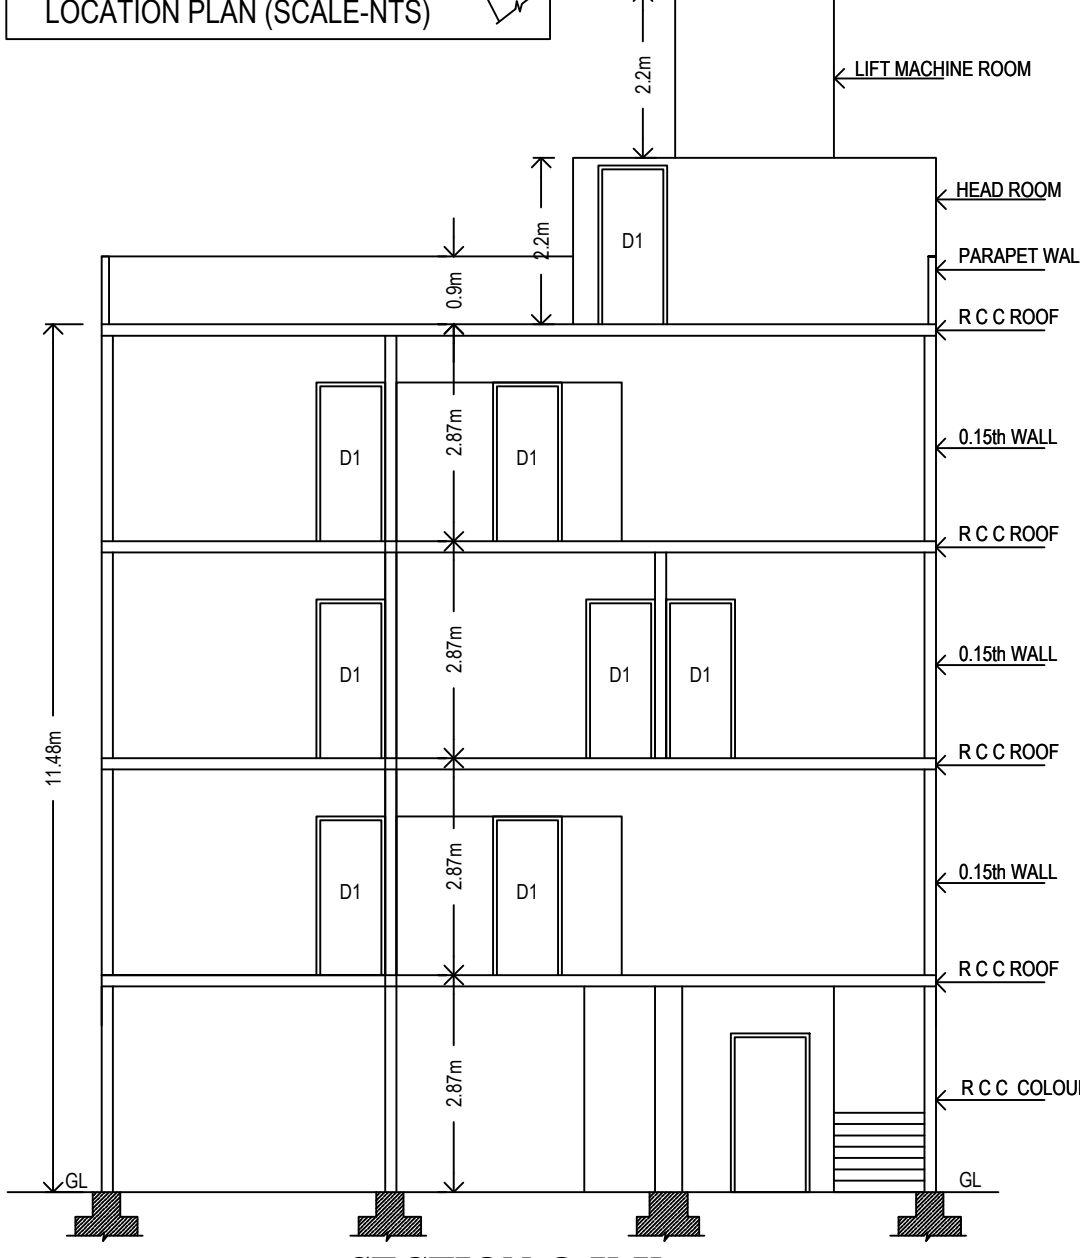 LOCATION PLAN (SCALE-NTS)
2.2m
LIFT MACHINE ROOM
HEAD ROOM
2.2m
D1
PARAPET WAL
0.9m
R C C ROOF
2.87m
0.15th WALL
D1
D1
R C C ROOF
2.87m
0.15th WALL
D1
D1
D1
R C C ROOF
11.48m
2.87m
0.15th WALL
D1
D1
R C C ROOF
2.87m
R C C COLOU
GL
GL